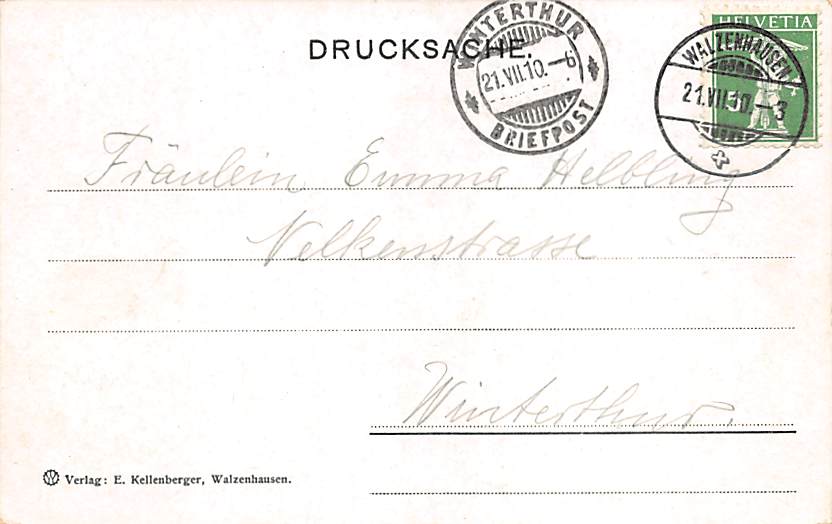 DRUCKSACHE.
WINTERTHUR
21.VII.10.–6
BRIEFPOST
HELVETIA
5
WALZENHAUSEN
21.VII.10–3
Fräulein Emma Helbling
Nelkenstrasse
Winterthur.
Verlag: E. Kellenberger, Walzenhausen.